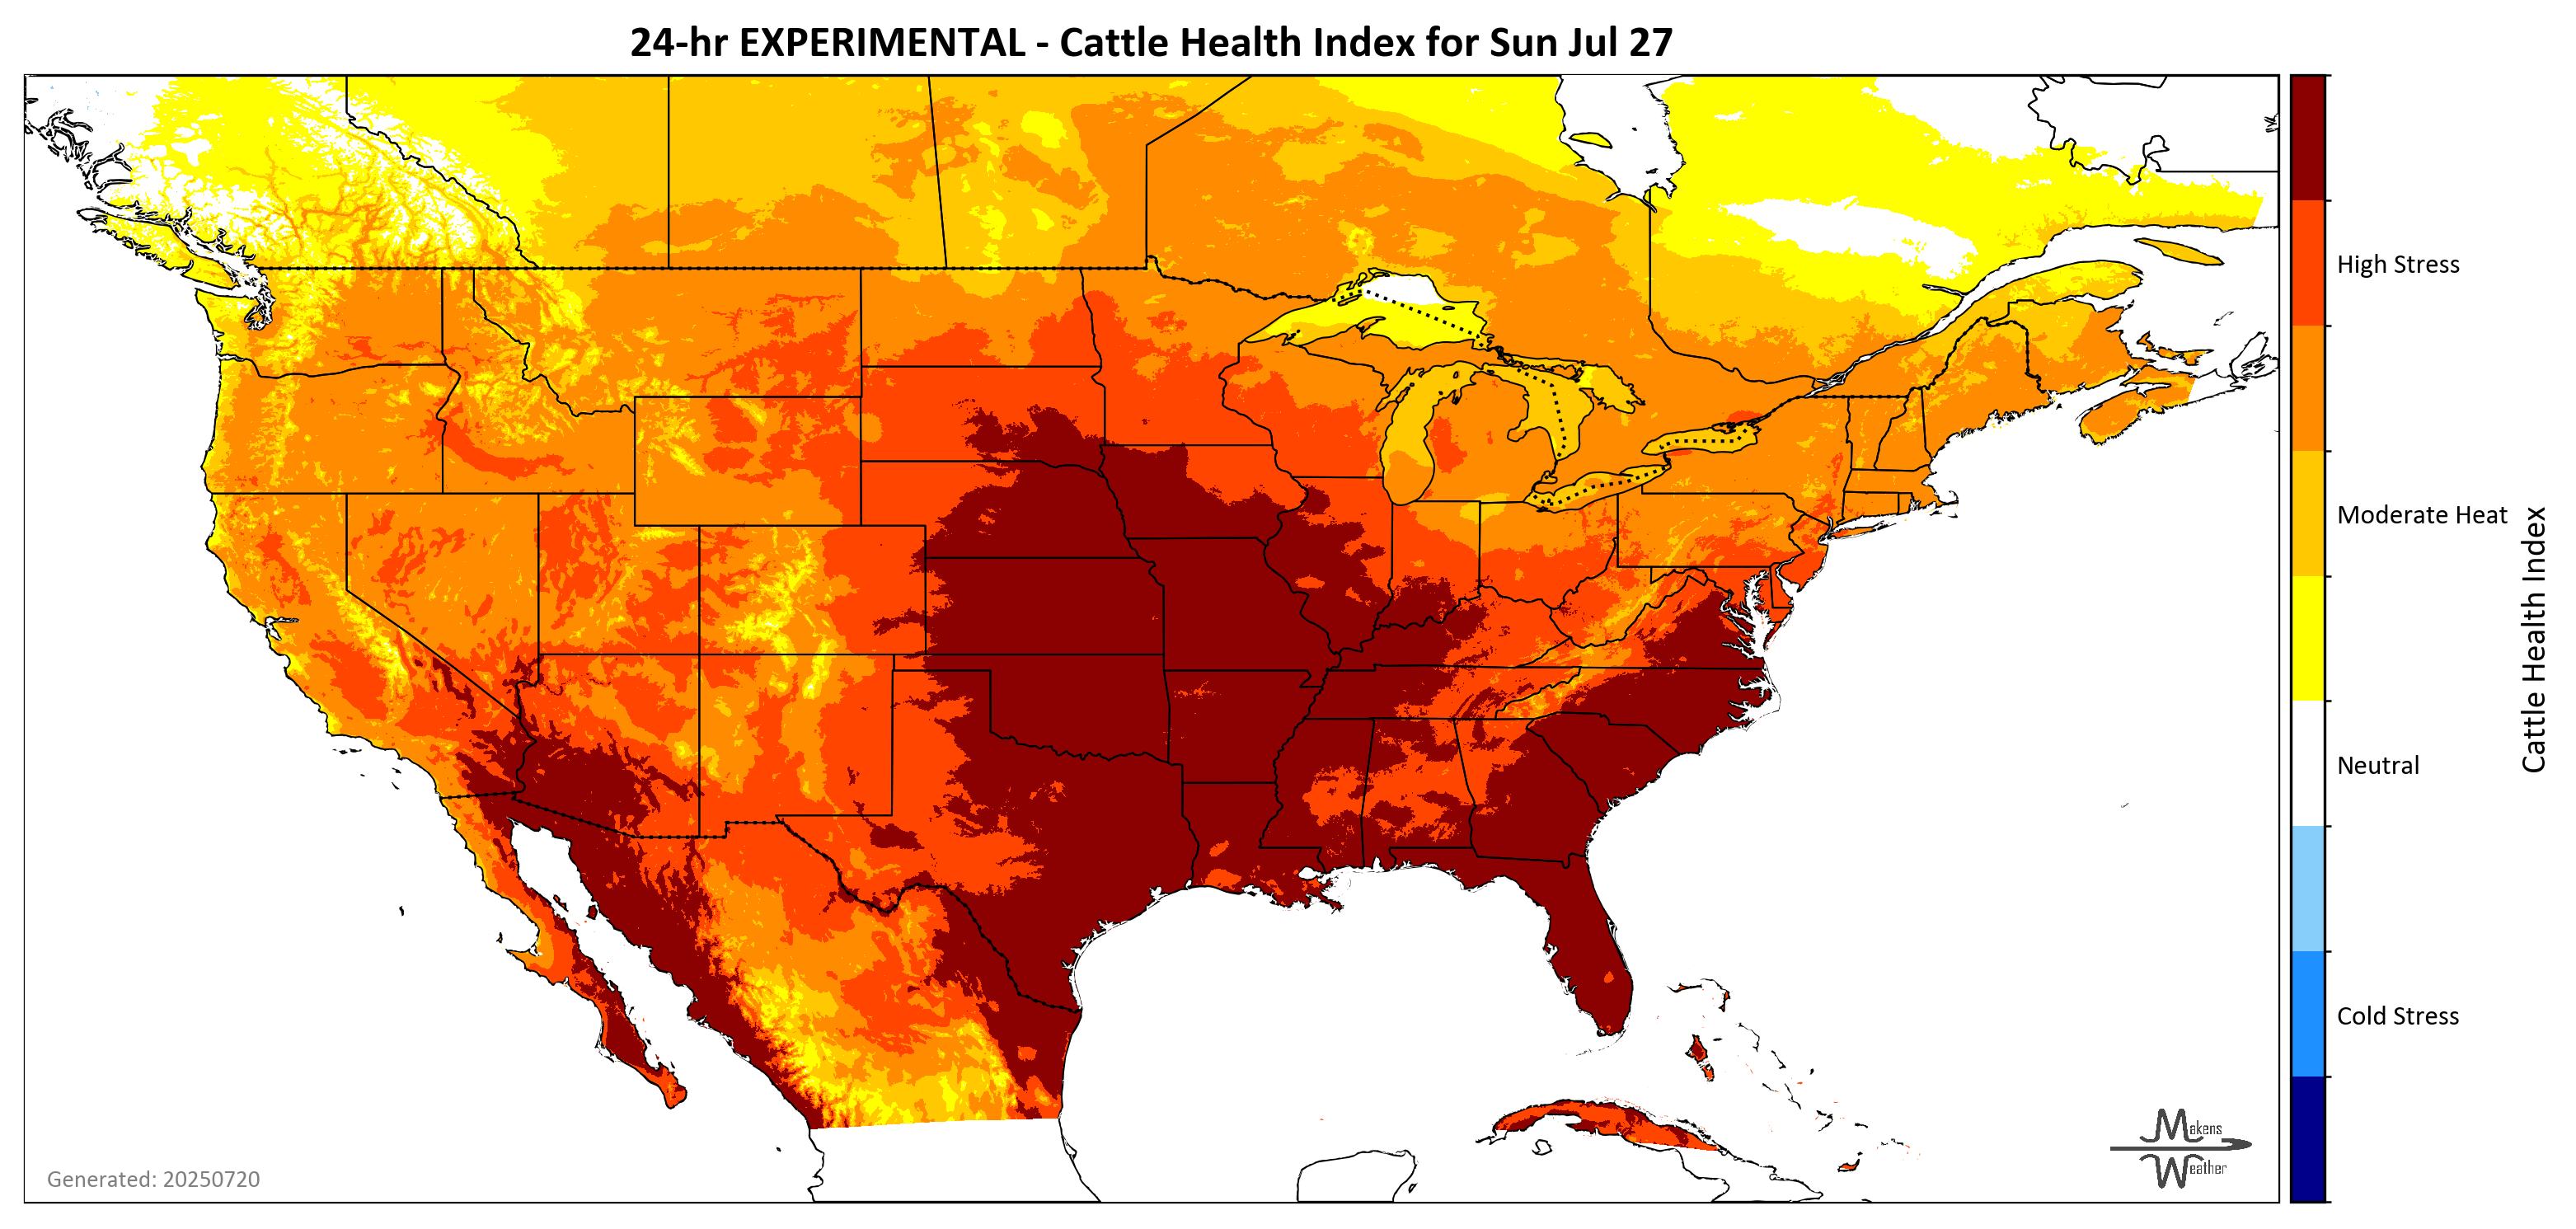 24-hr EXPERIMENTAL - Cattle Health Index for Sun Jul 27
High Stress
Moderate Heat
Neutral
Cold Stress
Cattle Health Index
Generated: 20250720
Makens
Weather